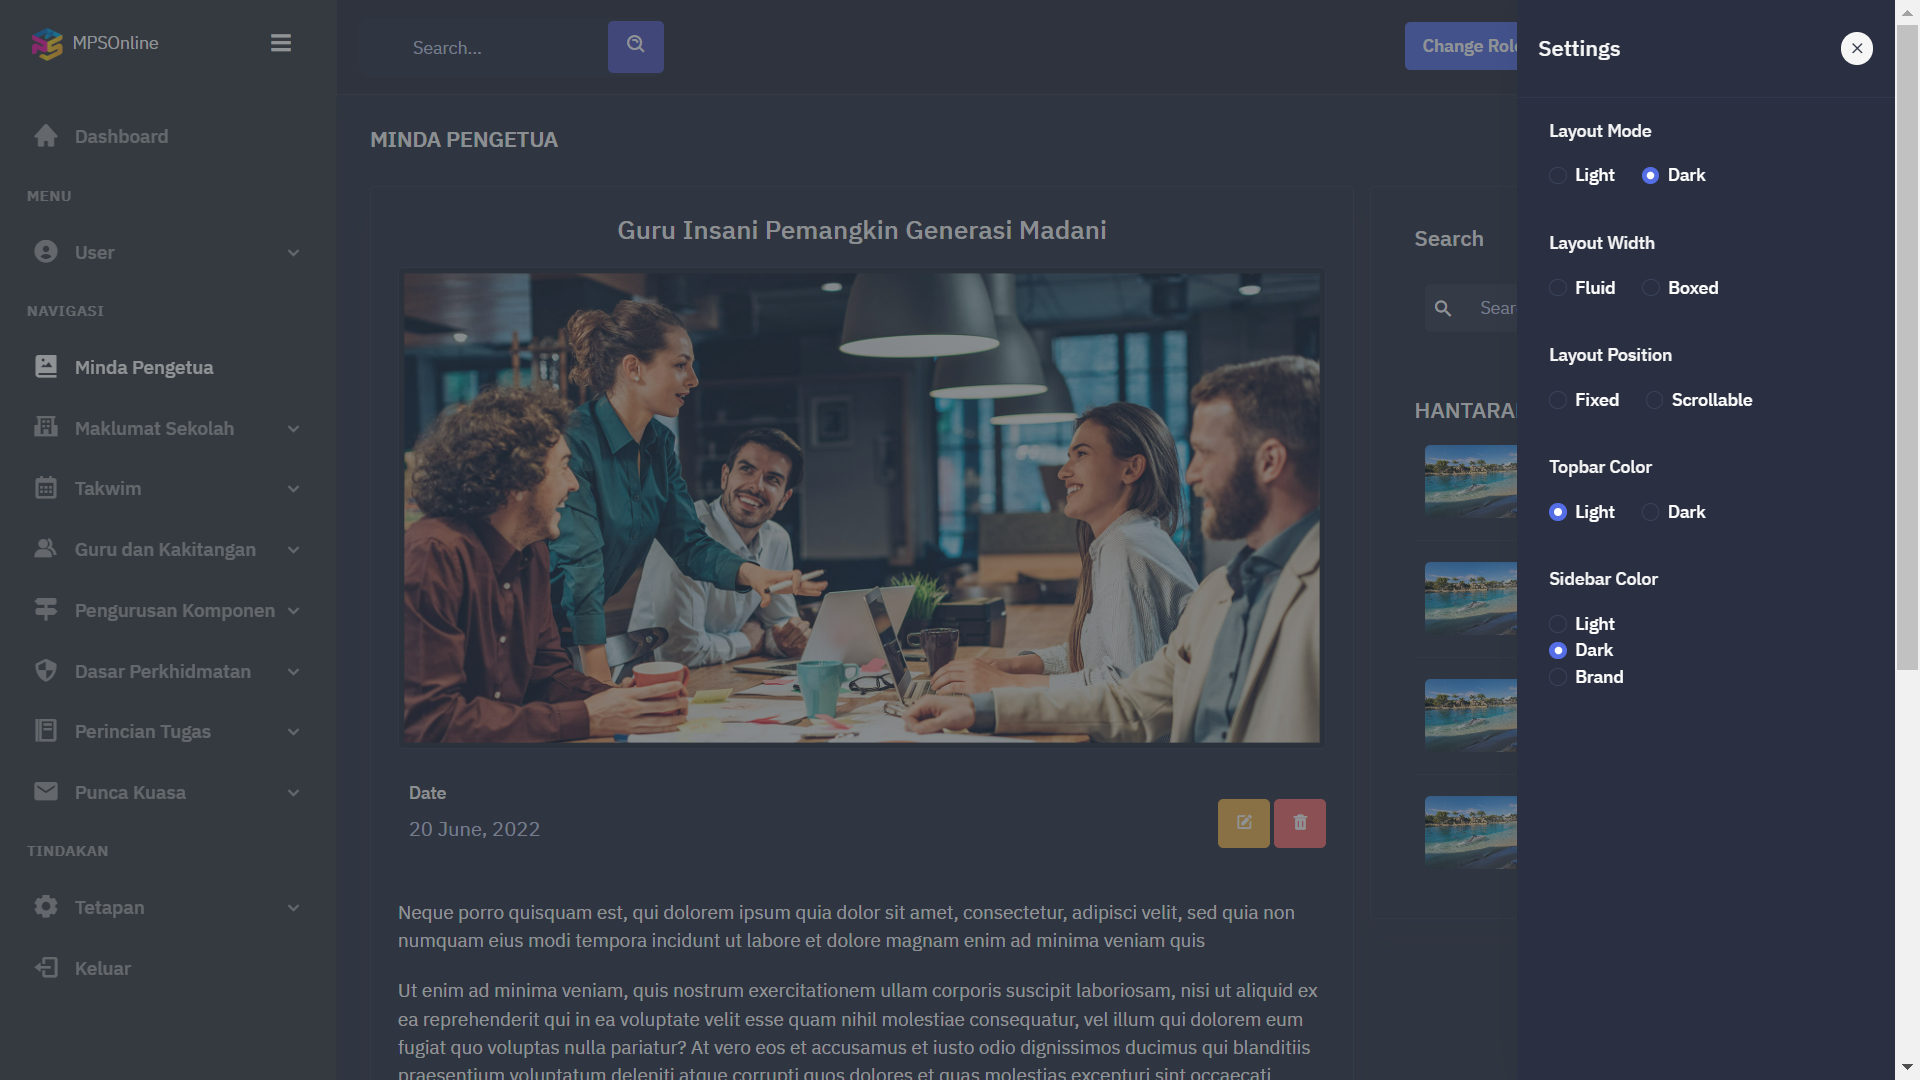 MPSOnline
Search...
Change Role
Dashboard
MENU
User
NAVIGASI
Minda Pengetua
Maklumat Sekolah
Takwim
Guru dan Kakitangan
Pengurusan Komponen
Dasar Perkhidmatan
Perincian Tugas
Punca Kuasa
TINDAKAN
Tetapan
Keluar
MINDA PENGETUA
Guru Insani Pemangkin Generasi Madani
Date
20 June, 2022
Neque porro quisquam est, qui dolorem ipsum quia dolor sit amet, consectetur, adipisci velit, sed quia non
numquam eius modi tempora incidunt ut labore et dolore magnam enim ad minima veniam quis
Ut enim ad minima veniam, quis nostrum exercitationem ullam corporis suscipit laboriosam, nisi ut aliquid ex
ea reprehenderit qui in ea voluptate velit esse quam nihil molestiae consequatur, vel illum qui dolorem eum
fugiat quo voluptas nulla pariatur? At vero eos et accusamus et iusto odio dignissimos ducimus qui blanditiis
praesentium voluptatum deleniti atque corrupti quos dolores et quas molestias excepturi sint occaecati
Search
Sear
HANTARA
Settings
Layout Mode
Light Dark
Layout Width
Fluid Boxed
Layout Position
Fixed Scrollable
Topbar Color
Light Dark
Sidebar Color
Light
Dark
Brand